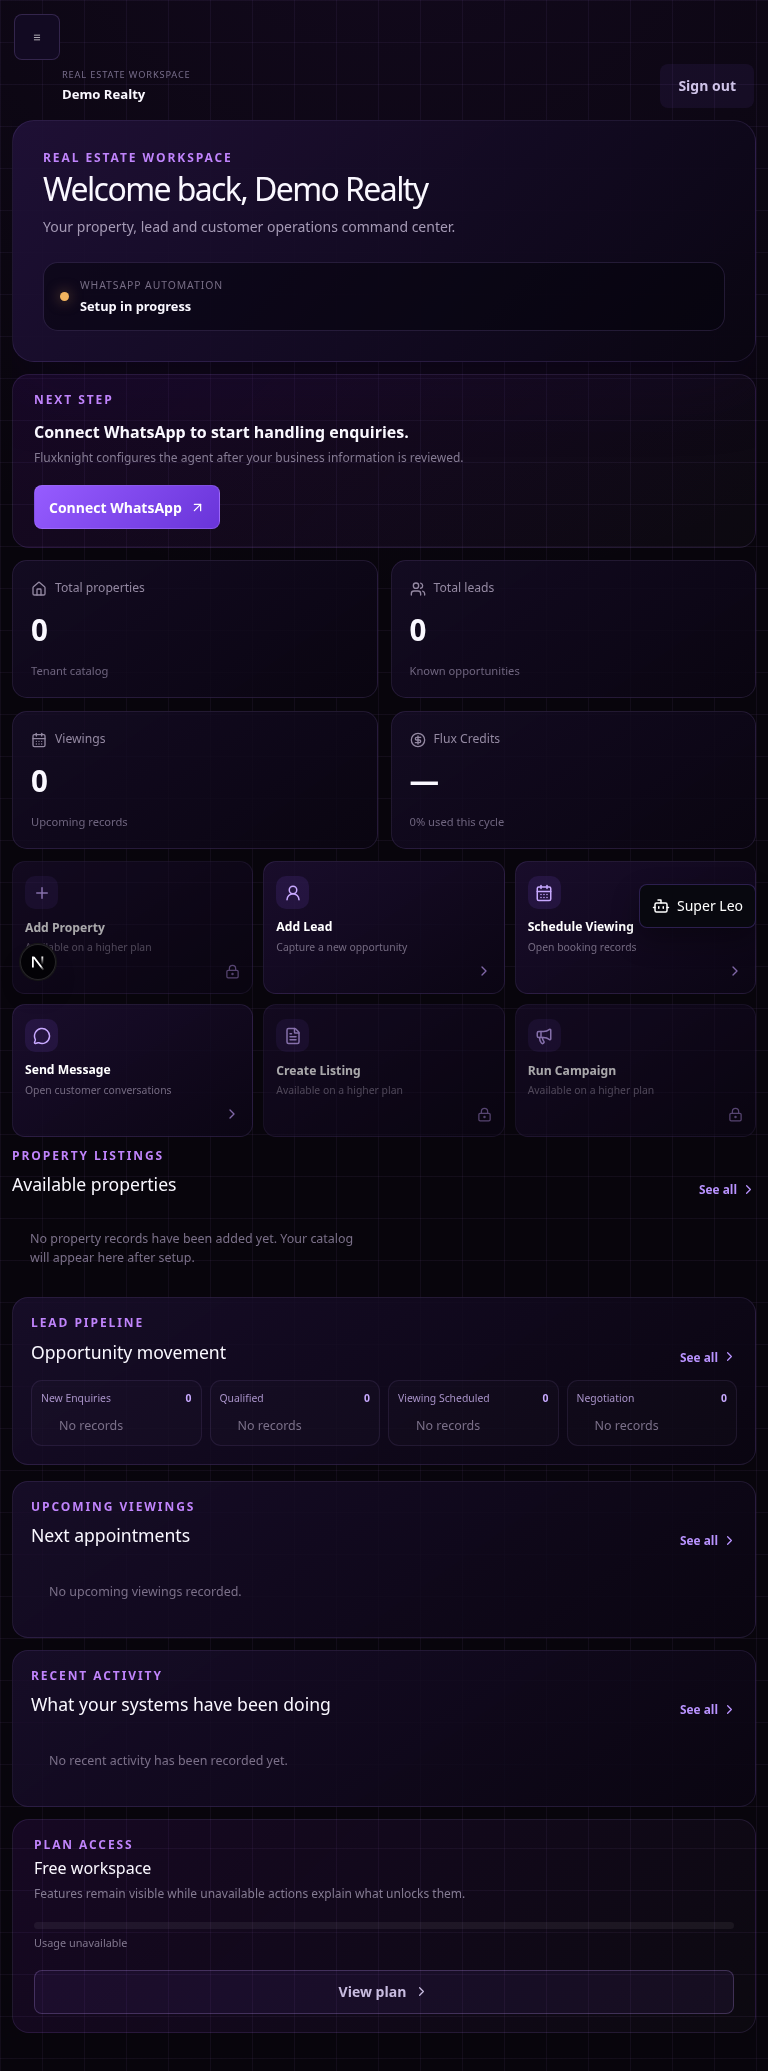 REAL ESTATE WORKSPACE
Demo Realty
Sign out
REAL ESTATE WORKSPACE
Welcome back, Demo Realty
Your property, lead and customer operations command center.
WHATSAPP AUTOMATION
Setup in progress
NEXT STEP
Connect WhatsApp to start handling enquiries.
Fluxknight configures the agent after your business information is reviewed.
Connect WhatsApp
Total properties
0
Tenant catalog
Total leads
0
Known opportunities
Viewings
0
Upcoming records
Flux Credits
—
0% used this cycle
Add Property
on a higher plan
Add Lead
Capture a new opportunity
Schedule Viewing
Open booking records
Super Leo
N
Send Message
Open customer conversations
Create Listing
Available on a higher plan
Run Campaign
Available on a higher plan
PROPERTY LISTINGS
Available properties
See all
No property records have been added yet. Your catalog
will appear here after setup.
LEAD PIPELINE
Opportunity movement
See all
New Enquiries 0
No records
Qualified 0
No records
Viewing Scheduled 0
No records
Negotiation 0
No records
UPCOMING VIEWINGS
Next appointments
See all
No upcoming viewings recorded.
RECENT ACTIVITY
What your systems have been doing
See all
No recent activity has been recorded yet.
PLAN ACCESS
Free workspace
Features remain visible while unavailable actions explain what unlocks them.
Usage unavailable
View plan